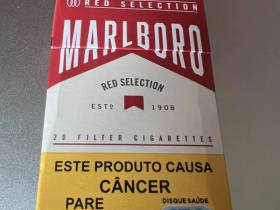 RED SELECTION
MARLBORO
RED SELECTION
ESTD 1908
20 FILTER CIGARETTES
ESTE PRODUTO CAUSA
CÂNCER
PARE
DISQUE SAÚDE